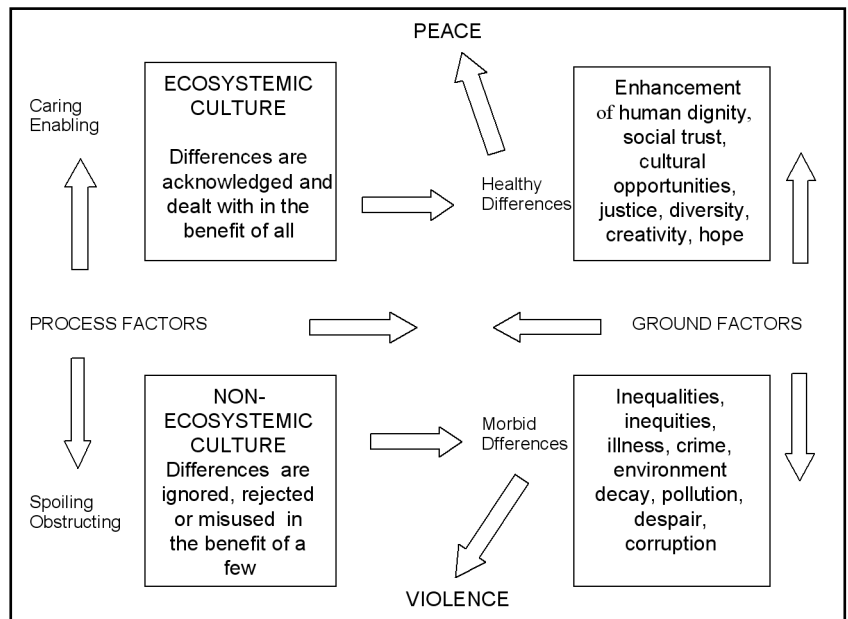 PEACE
Caring
Enabling
ECOSYSTEMIC
CULTURE
Differences are
acknowledged and
dealt with in the
benefit of all
Healthy
Differences
Enhancement
of human dignity,
social trust,
cultural
opportunities,
justice, diversity,
creativity, hope
PROCESS FACTORS
GROUND FACTORS
NON-
ECOSYSTEMIC
CULTURE
Differences are
ignored, rejected
or misused in
the benefit of a
few
Morbid
Dfferences
Inequalities,
inequities,
illness, crime,
environment
decay, pollution,
despair,
corruption
Spoiling
Obstructing
VIOLENCE